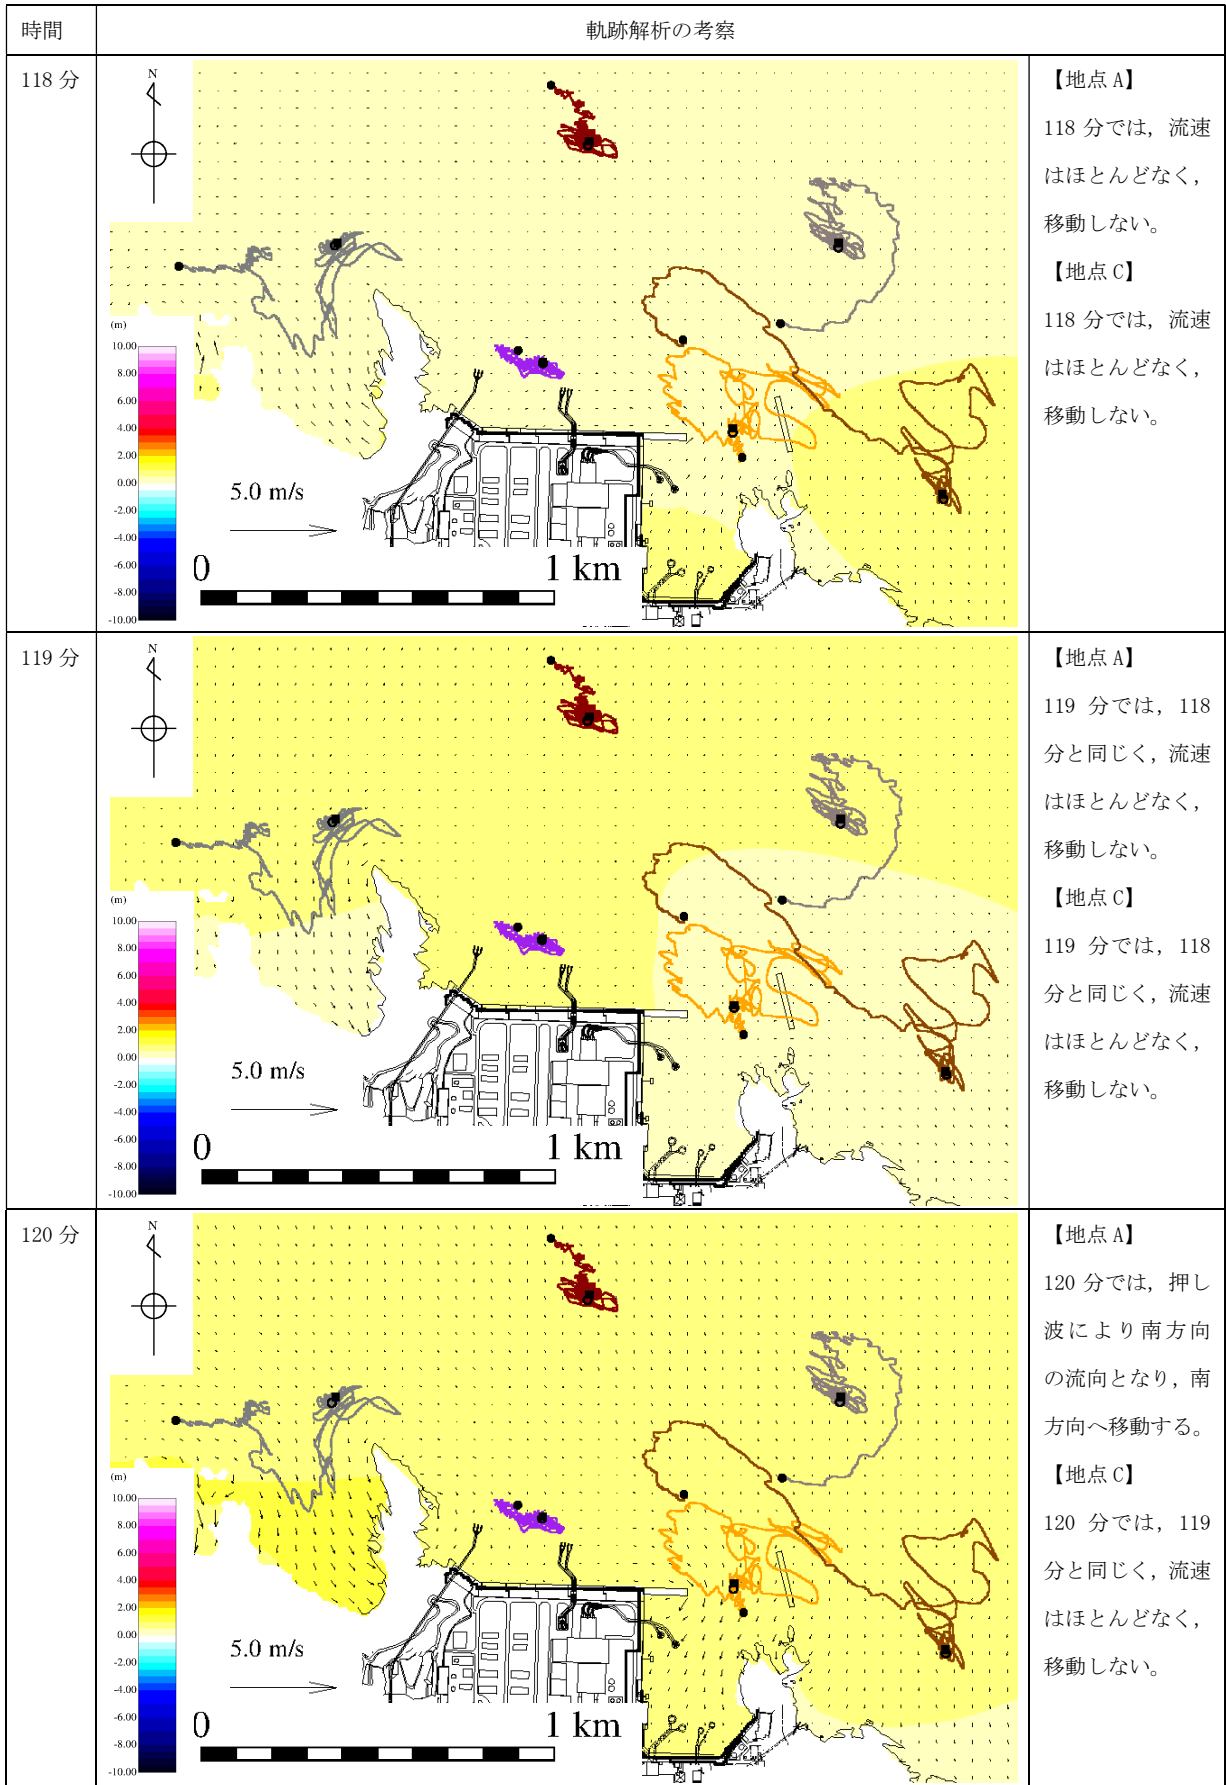 時間
軌跡解析の考察
118 分
N
(m)
10.00
8.00
6.00
4.00
2.00
0.00
-2.00
-4.00
-6.00
-8.00
-10.00
5.0 m/s
0
1 km
【地点 A】
118 分では，流速
はほとんどなく，
移動しない。
【地点 C】
118 分では，流速
はほとんどなく，
移動しない。
119 分
N
(m)
10.00
8.00
6.00
4.00
2.00
0.00
-2.00
-4.00
-6.00
-8.00
-10.00
5.0 m/s
0
1 km
【地点 A】
119 分では，118
分と同じく，流速
はほとんどなく，
移動しない。
【地点 C】
119 分では，118
分と同じく，流速
はほとんどなく，
移動しない。
120 分
N
(m)
10.00
8.00
6.00
4.00
2.00
0.00
-2.00
-4.00
-6.00
-8.00
-10.00
5.0 m/s
0
1 km
【地点 A】
120 分では，押し
波により南方向
の流向となり，南
方向へ移動する。
【地点 C】
120 分では，119
分と同じく，流速
はほとんどなく，
移動しない。